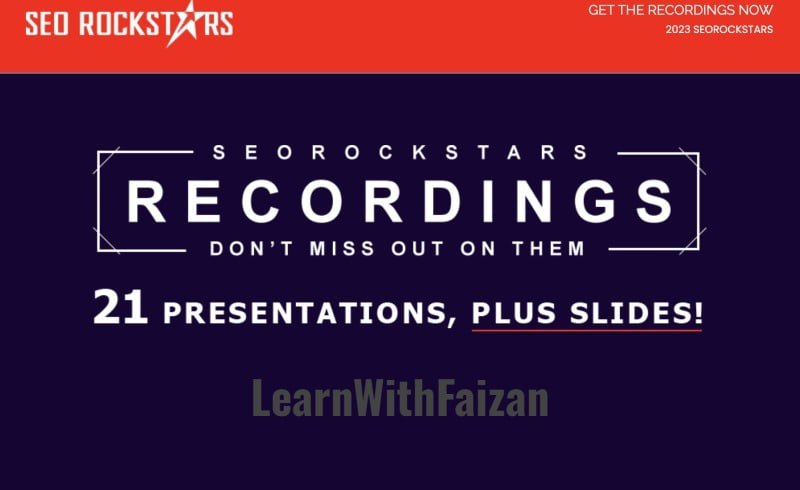 SEO ROCKSTARS
GET THE RECORDINGS NOW
2023 SEOROCKSTARS
SEOROCKSTARS
RECORDINGS
DON'T MISS OUT ON THEM
21 PRESENTATIONS, PLUS SLIDES!
LearnWithFaizan